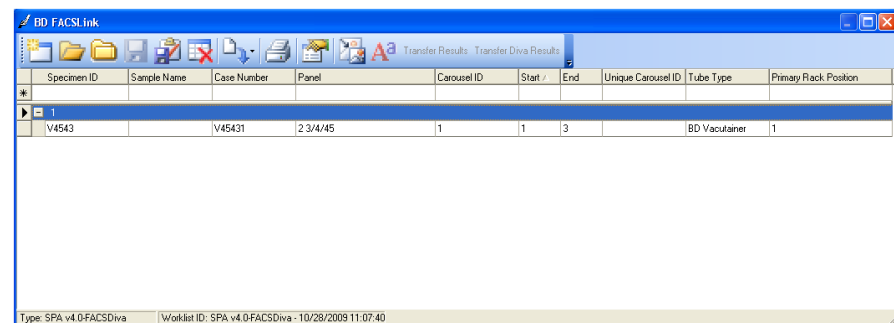 BD FACSLink
Aa Transfer Results Transfer Diva Results
Specimen ID Sample Name Case Number Panel Carousel ID Start End Unique Carousel ID Tube Type Primary Rack Position
1
V4543 V45431 2 3/4/45 1 1 3 BD Vacutainer 1
Type: SPA v4.0-FACSDiva Worklist ID: SPA v4.0-FACSDiva - 10/28/2009 11:07:40